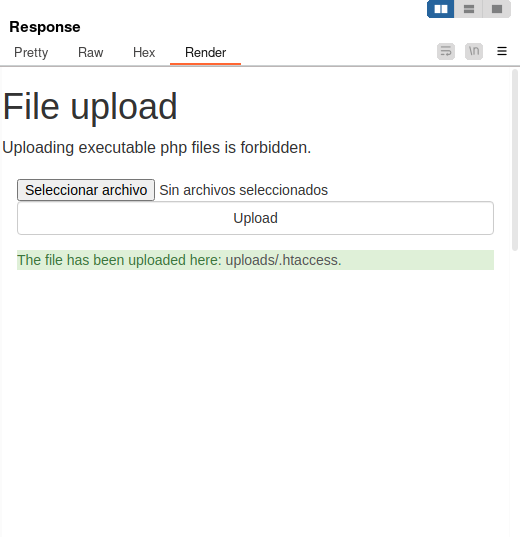 Response
Pretty Raw Hex Render
\n
File upload
Uploading executable php files is forbidden.
Seleccionar archivo Sin archivos seleccionados
Upload
The file has been uploaded here: uploads/.htaccess.